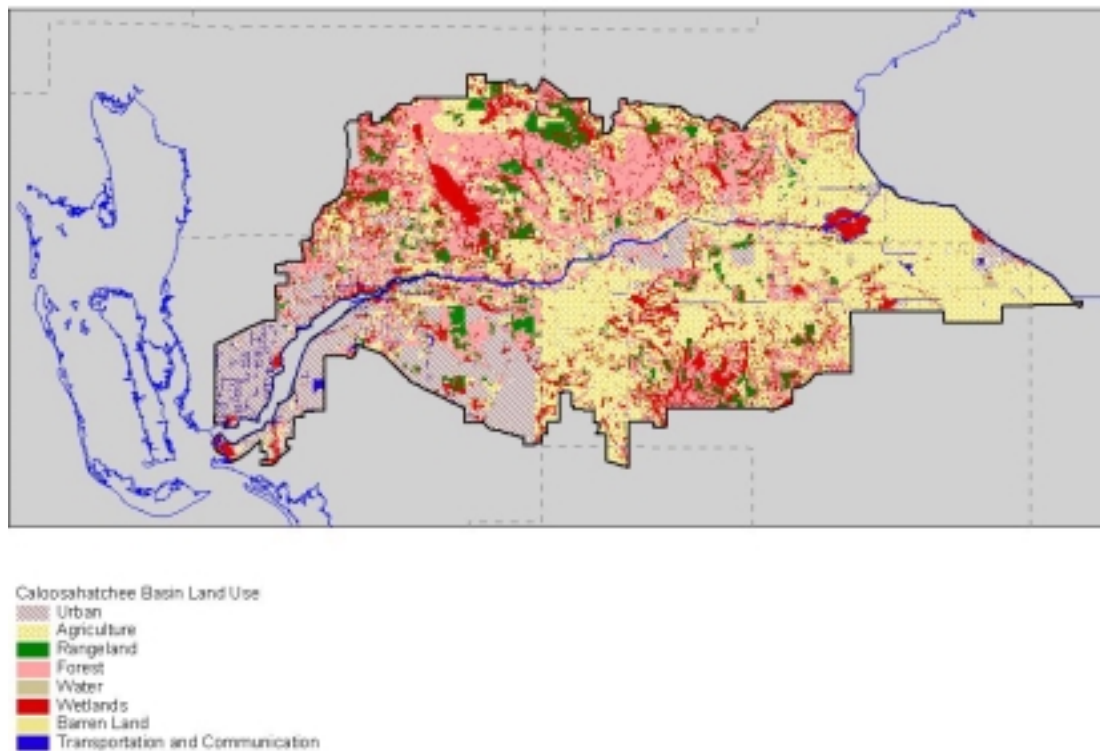 Caloosahatchee Basin Land Use
Urban
Agriculture
Rangeland
Forest
Water
Wetlands
Barren Land
Transportation and Communication